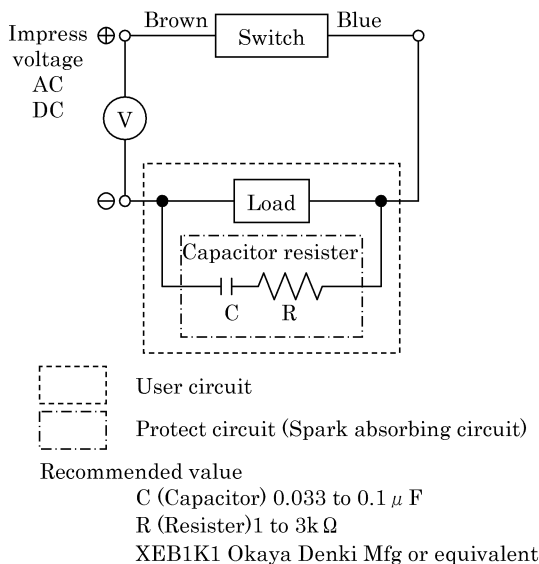 Brown
Switch
Blue
Impress
voltage
AC
DC
⊕
V
⊖
Load
Capacitor resister
C
R
User circuit
Protect circuit (Spark absorbing circuit)
Recommended value
C (Capacitor) 0.033 to 0.1 μ F
R (Resister)1 to 3k Ω
XEB1K1 Okaya Denki Mfg or equivalent